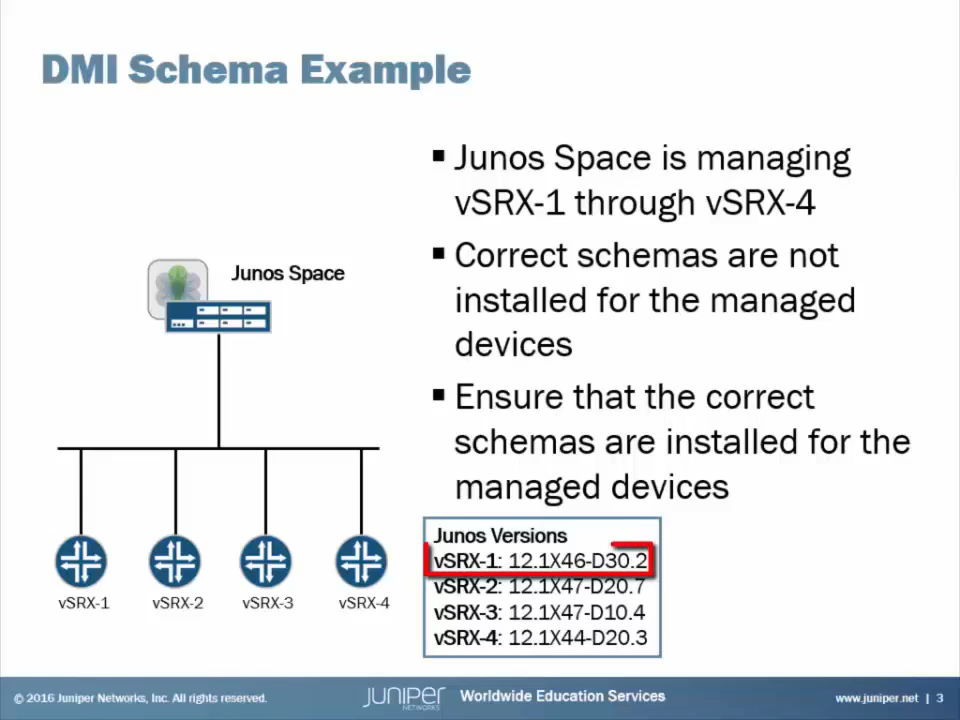 DMI Schema Example
Junos Space
vSRX-1
vSRX-2
vSRX-3
vSRX-4
▪ Junos Space is managing
vSRX-1 through vSRX-4
▪ Correct schemas are not
installed for the managed
devices
▪ Ensure that the correct
schemas are installed for the
managed devices
Junos Versions
vSRX-1: 12.1X46-D30.2
vSRX-2: 12.1X47-D20.7
vSRX-3: 12.1X47-D10.4
vSRX-4: 12.1X44-D20.3
© 2016 Juniper Networks, Inc. All rights reserved.
JUNIPER
NETWORKS
Worldwide Education Services
www.juniper.net | 3